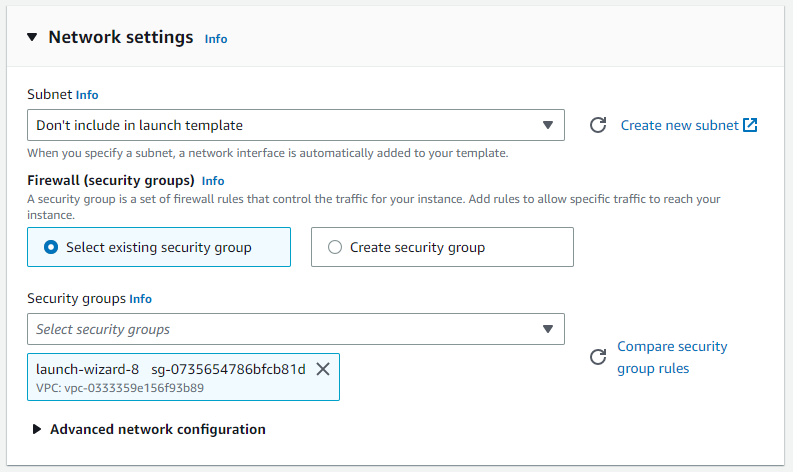 Network settings Info
Subnet Info
Don't include in launch template
Create new subnet
When you specify a subnet, a network interface is automatically added to your template.
Firewall (security groups) Info
A security group is a set of firewall rules that control the traffic for your instance. Add rules to allow specific traffic to reach your
instance.
Select existing security group
Create security group
Security groups Info
Select security groups
Compare security
group rules
launch-wizard-8 sg-0735654786bfcb81d
VPC: vpc-0333359e156f93b89
Advanced network configuration